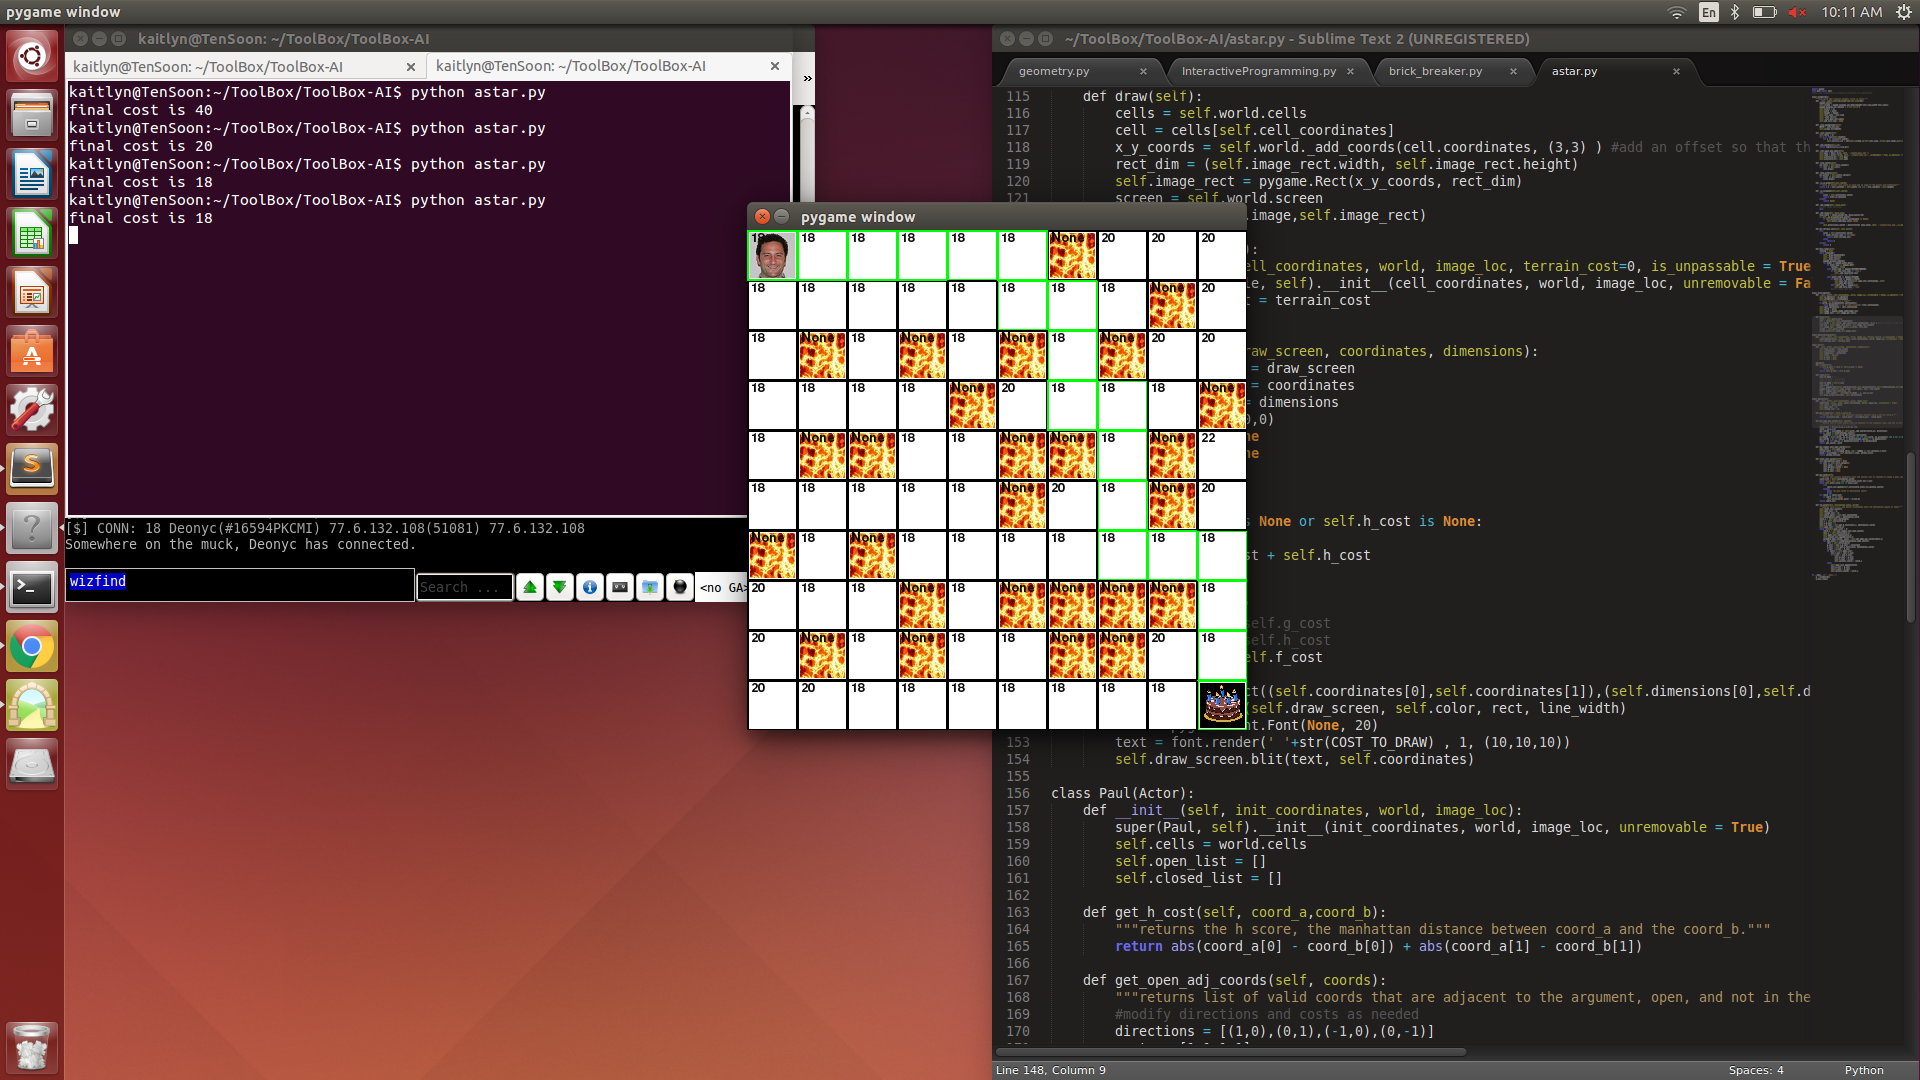 pygame window
En
10:11 AM
kaitlyn@TenSoon: ~/ToolBox/ToolBox-AI
kaitlyn@TenSoon: ~/ToolBox/ToolBox-AI
kaitlyn@TenSoon: ~/ToolBox/ToolBox-AI
kaitlyn@TenSoon:~/ToolBox/ToolBox-AI$ python astar.py
final cost is 40
kaitlyn@TenSoon:~/ToolBox/ToolBox-AI$ python astar.py
final cost is 20
kaitlyn@TenSoon:~/ToolBox/ToolBox-AI$ python astar.py
final cost is 18
kaitlyn@TenSoon:~/ToolBox/ToolBox-AI$ python astar.py
final cost is 18
[$] CONN: 18 Deonyc(#16594PKCMI) 77.6.132.108(51081) 77.6.132.108
Somewhere on the muck, Deonyc has connected.
wizfind
Search ...
<no GA>
pygame window
18 18 18 18 18 18 None 20 20 20
18 18 18 18 18 18 18 18 None 20
18 None 18 None 18 None 18 None 20 20
18 18 18 18 None 20 18 18 18 None
18 None None 18 18 None None 18 None 22
18 18 18 18 18 None 20 18 None 20
None 18 None 18 18 18 18 18 18 18
20 18 18 None 18 None None None None 18
20 None 18 None 18 18 None None 20 18
20 20 18 18 18 18 18 18 18
~/ToolBox/ToolBox-AI/astar.py - Sublime Text 2 (UNREGISTERED)
geometry.py
InteractiveProgramming.py
brick_breaker.py
astar.py
115 def draw(self):
116 cells = self.world.cells
117 cell = cells[self.cell_coordinates]
118 x_y_coords = self.world._add_coords(cell.coordinates, (3,3) ) #add an offset so that th
119 rect_dim = (self.image_rect.width, self.image_rect.height)
120 self.image_rect = pygame.Rect(x_y_coords, rect_dim)
121 screen = self.world.screen
.image,self.image_rect)
):
ell_coordinates, world, image_loc, terrain_cost=0, is_unpassable = True
le, self).__init__(cell_coordinates, world, image_loc, unremovable = Fa
t = terrain_cost
raw_screen, coordinates, dimensions):
= draw_screen
= coordinates
= dimensions
0,0)
ne
ne
s None or self.h_cost is None:
st + self.h_cost
self.g_cost
self.h_cost
self.f_cost
ct((self.coordinates[0],self.coordinates[1]),(self.dimensions[0],self.d
(self.draw_screen, self.color, rect, line_width)
nt.Font(None, 20)
153 text = font.render(' '+str(COST_TO_DRAW) , 1, (10,10,10))
154 self.draw_screen.blit(text, self.coordinates)
155
156 class Paul(Actor):
157 def __init__(self, init_coordinates, world, image_loc):
158 super(Paul, self).__init__(init_coordinates, world, image_loc, unremovable = True)
159 self.cells = world.cells
160 self.open_list = []
161 self.closed_list = []
162
163 def get_h_cost(self, coord_a,coord_b):
164 """returns the h score, the manhattan distance between coord_a and the coord_b."""
165 return abs(coord_a[0] - coord_b[0]) + abs(coord_a[1] - coord_b[1])
166
167 def get_open_adj_coords(self, coords):
168 """returns list of valid coords that are adjacent to the argument, open, and not in the
169 #modify directions and costs as needed
170 directions = [(1,0),(0,1),(-1,0),(0,-1)]
Line 148, Column 9
Spaces: 4
Python